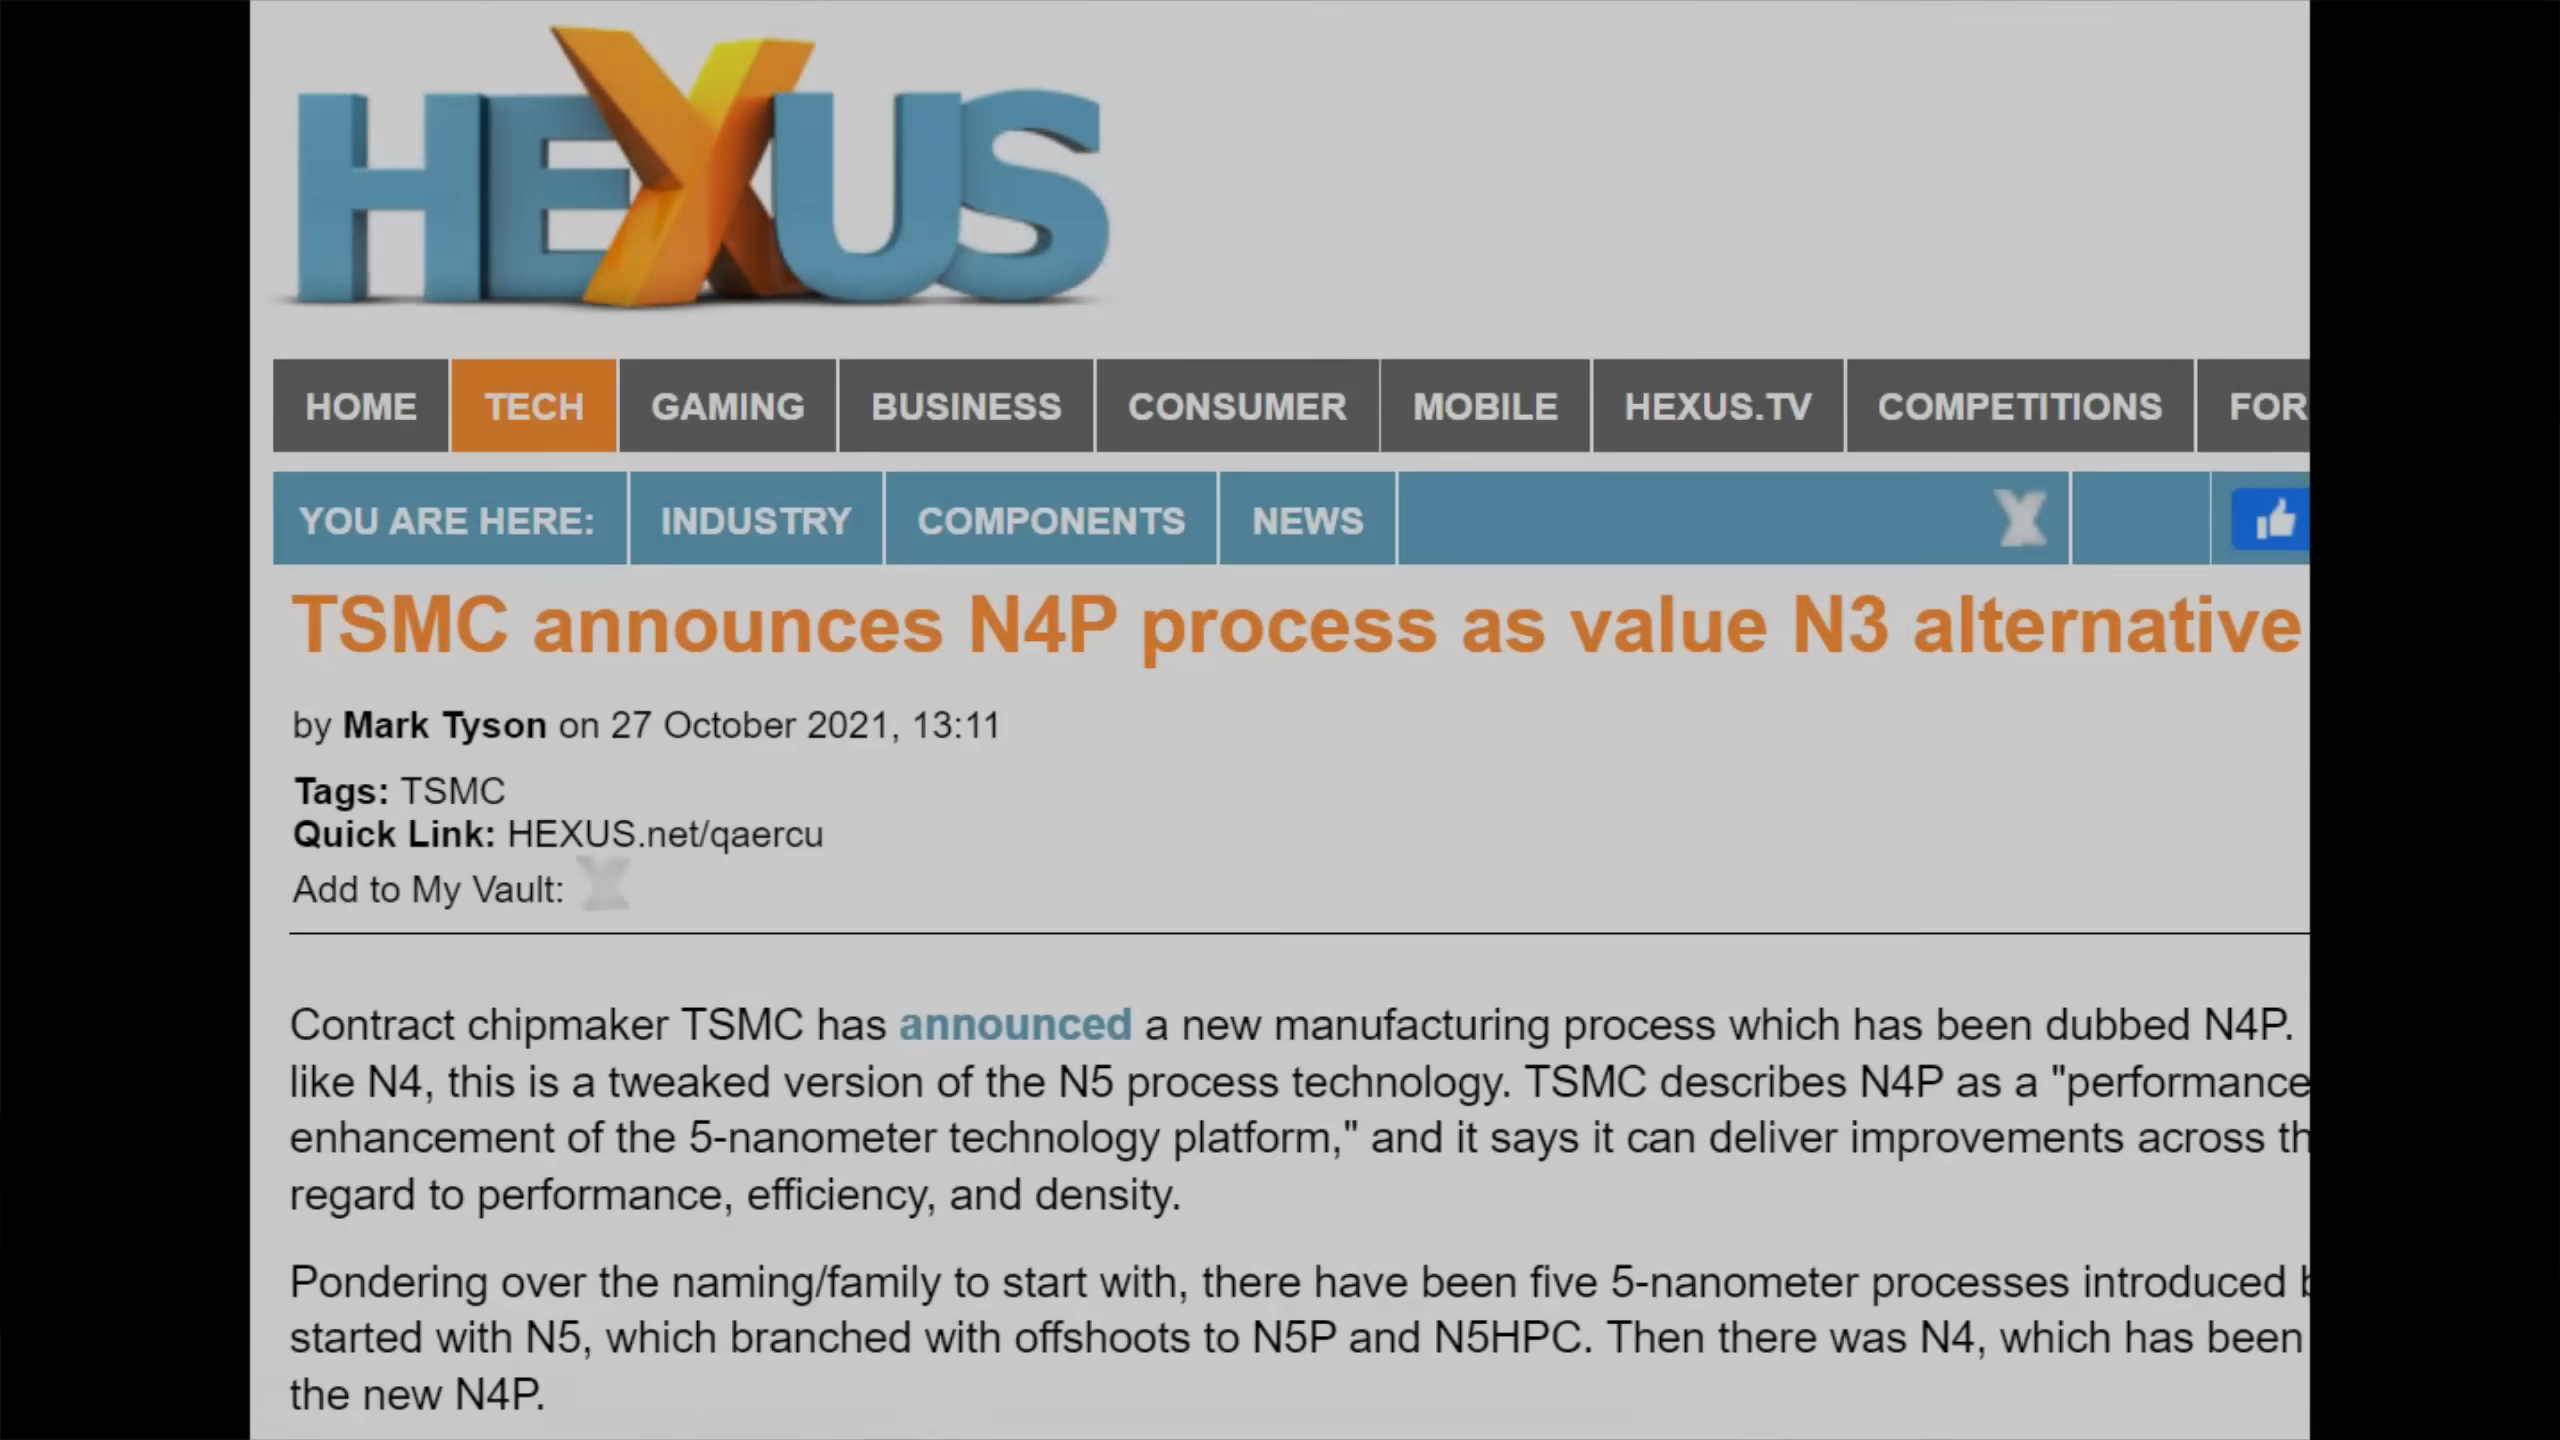 HEXUS
HOME TECH GAMING BUSINESS CONSUMER MOBILE HEXUS.TV COMPETITIONS FOR
YOU ARE HERE: INDUSTRY COMPONENTS NEWS
TSMC announces N4P process as value N3 alternative
by Mark Tyson on 27 October 2021, 13:11
Tags: TSMC
Quick Link: HEXUS.net/qaercu
Add to My Vault: X
Contract chipmaker TSMC has announced a new manufacturing process which has been dubbed N4P.
like N4, this is a tweaked version of the N5 process technology. TSMC describes N4P as a "performance
enhancement of the 5-nanometer technology platform," and it says it can deliver improvements across th
regard to performance, efficiency, and density.
Pondering over the naming/family to start with, there have been five 5-nanometer processes introduced
started with N5, which branched with offshoots to N5P and N5HPC. Then there was N4, which has been
the new N4P.